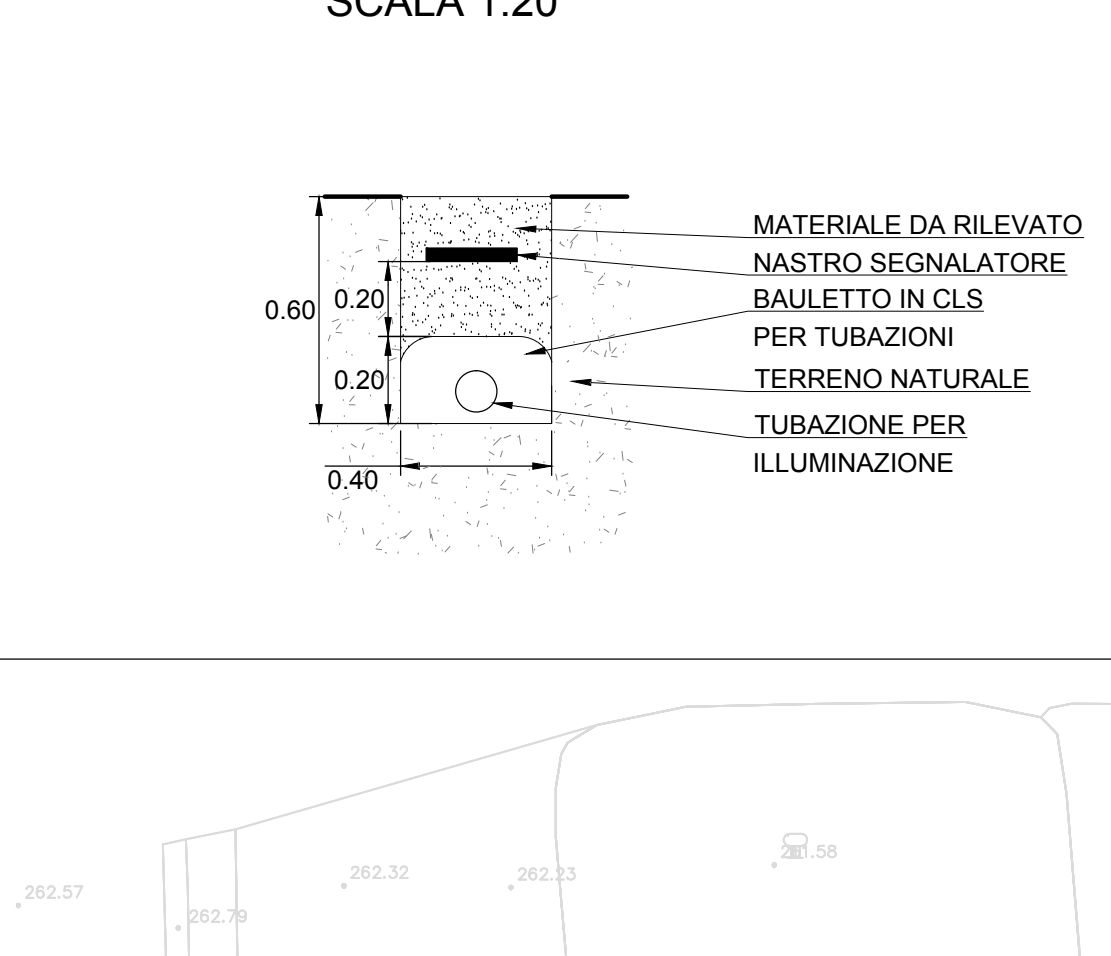 SCALA 1:20
MATERIALE DA RILEVATO
NASTRO SEGNALATORE
BAULETTO IN CLS
PER TUBAZIONI
TERRENO NATURALE
TUBAZIONE PER
ILLUMINAZIONE
0.60
0.20
0.20
0.40
262.57
262.79
262.32
262.23